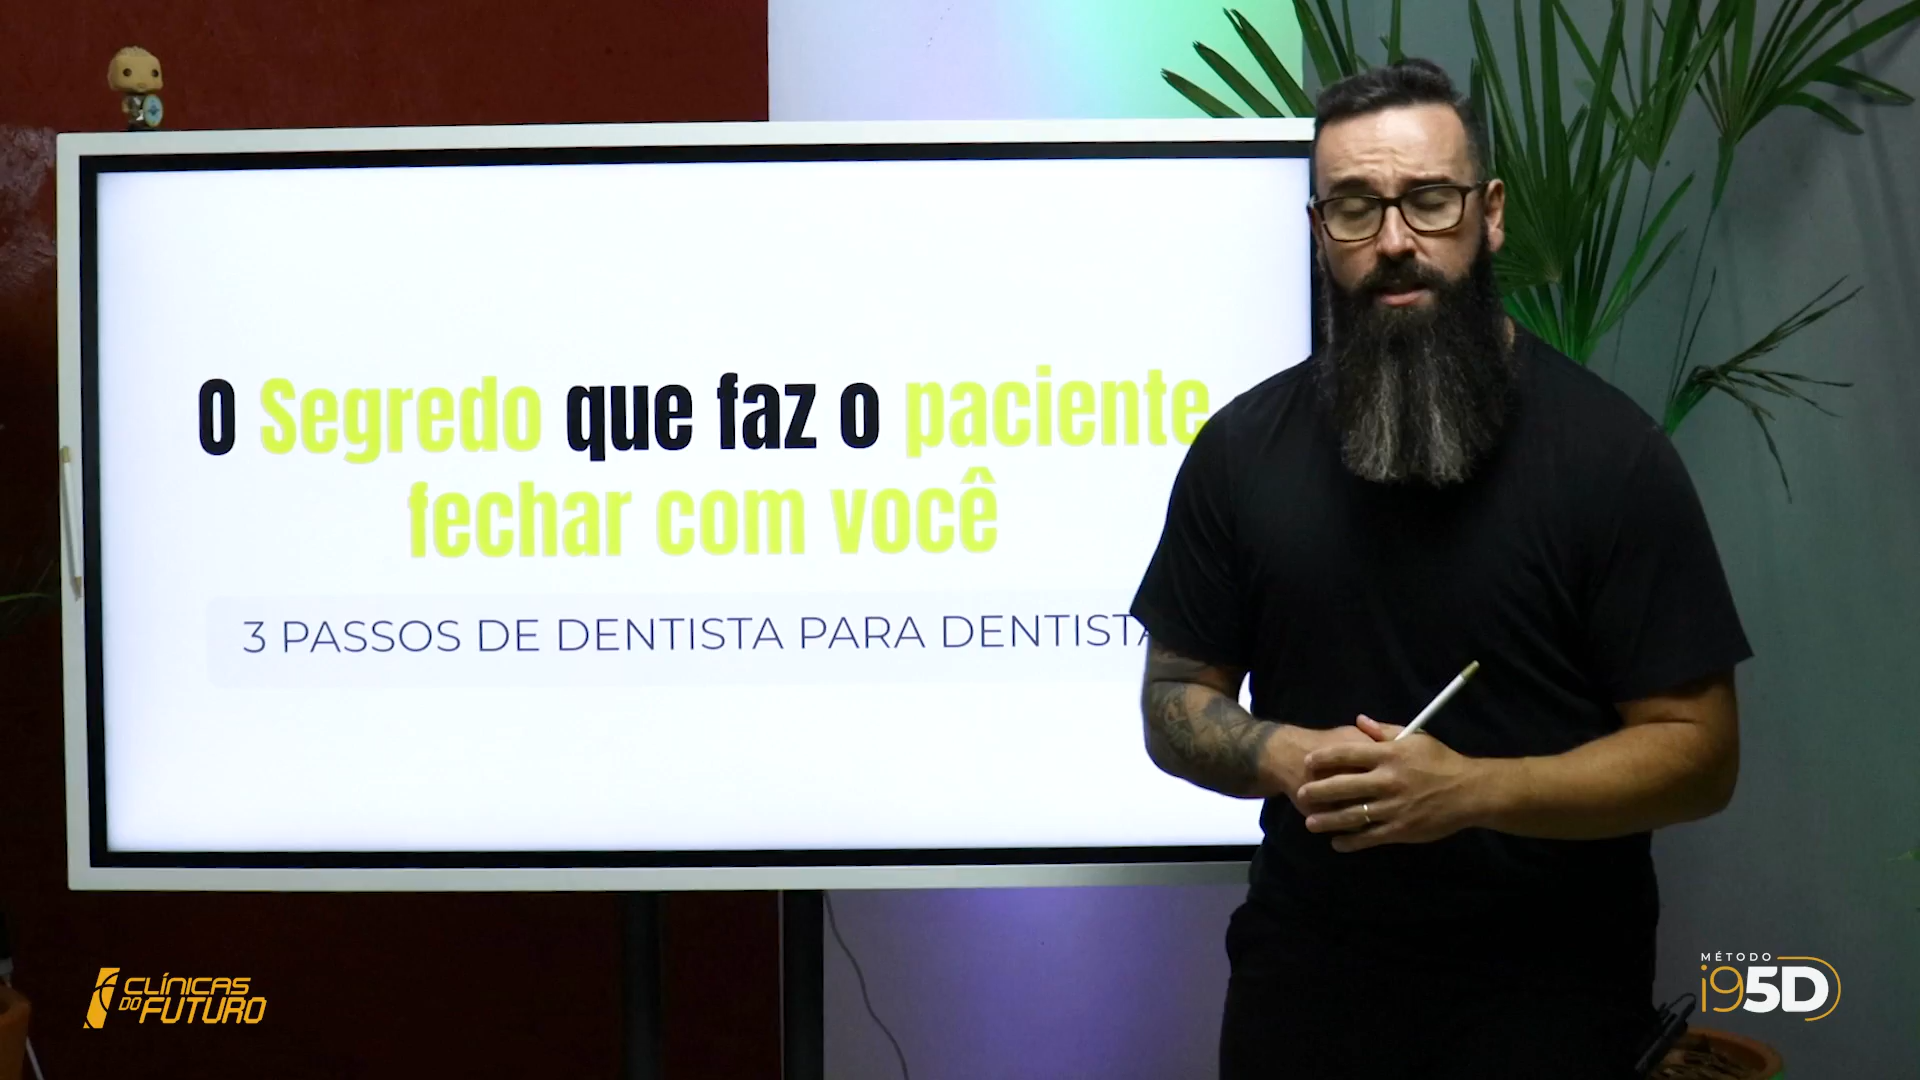 O Segredo que faz o paciente
fechar com você
3 PASSOS DE DENTISTA PARA DENTISTA
CLÍNICAS
DO FUTURO
MÉTODO
i95D